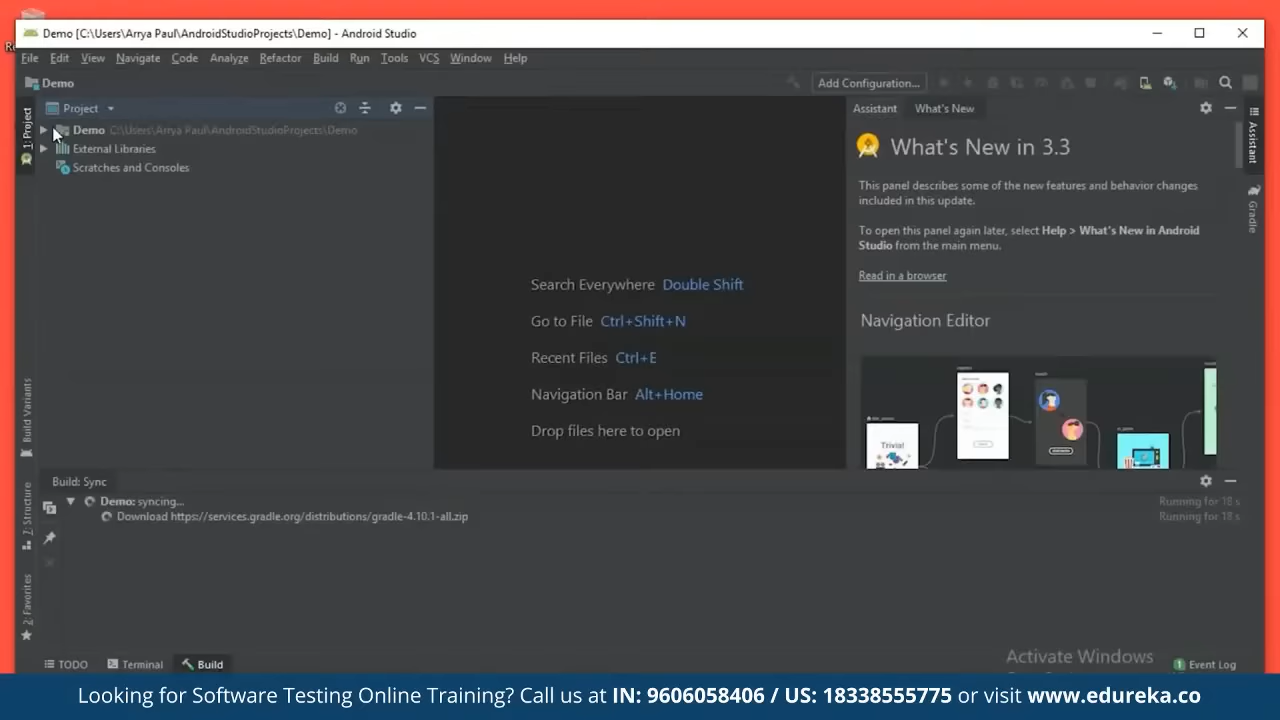 Demo [C:\Users\Arrya Paul\AndroidStudioProjects\Demo] - Android Studio
File Edit View Navigate Code Analyze Refactor Build Run Tools VCS Window Help
Demo
Add Configuration...
Project
1: Project
Demo C:\Users\Arrya Paul\AndroidStudioProjects\Demo
External Libraries
Scratches and Consoles
Build Variants
7: Structure
2: Favorites
Search Everywhere Double Shift
Go to File Ctrl+Shift+N
Recent Files Ctrl+E
Navigation Bar Alt+Home
Drop files here to open
Assistant What's New
What's New in 3.3
This panel describes some of the new features and behavior changes
included in this update.
To open this panel again later, select Help > What's New in Android
Studio from the main menu.
Read in a browser
Navigation Editor
Trivia!
Assistant
Gradle
Build: Sync
Demo: syncing... Running for 18 s
Download https://services.gradle.org/distributions/gradle-4.10.1-all.zip Running for 18 s
Activate Windows
TODO Terminal Build 1 Event Log
Looking for Software Testing Online Training? Call us at IN: 9606058406 / US: 18338555775 or visit www.edureka.co